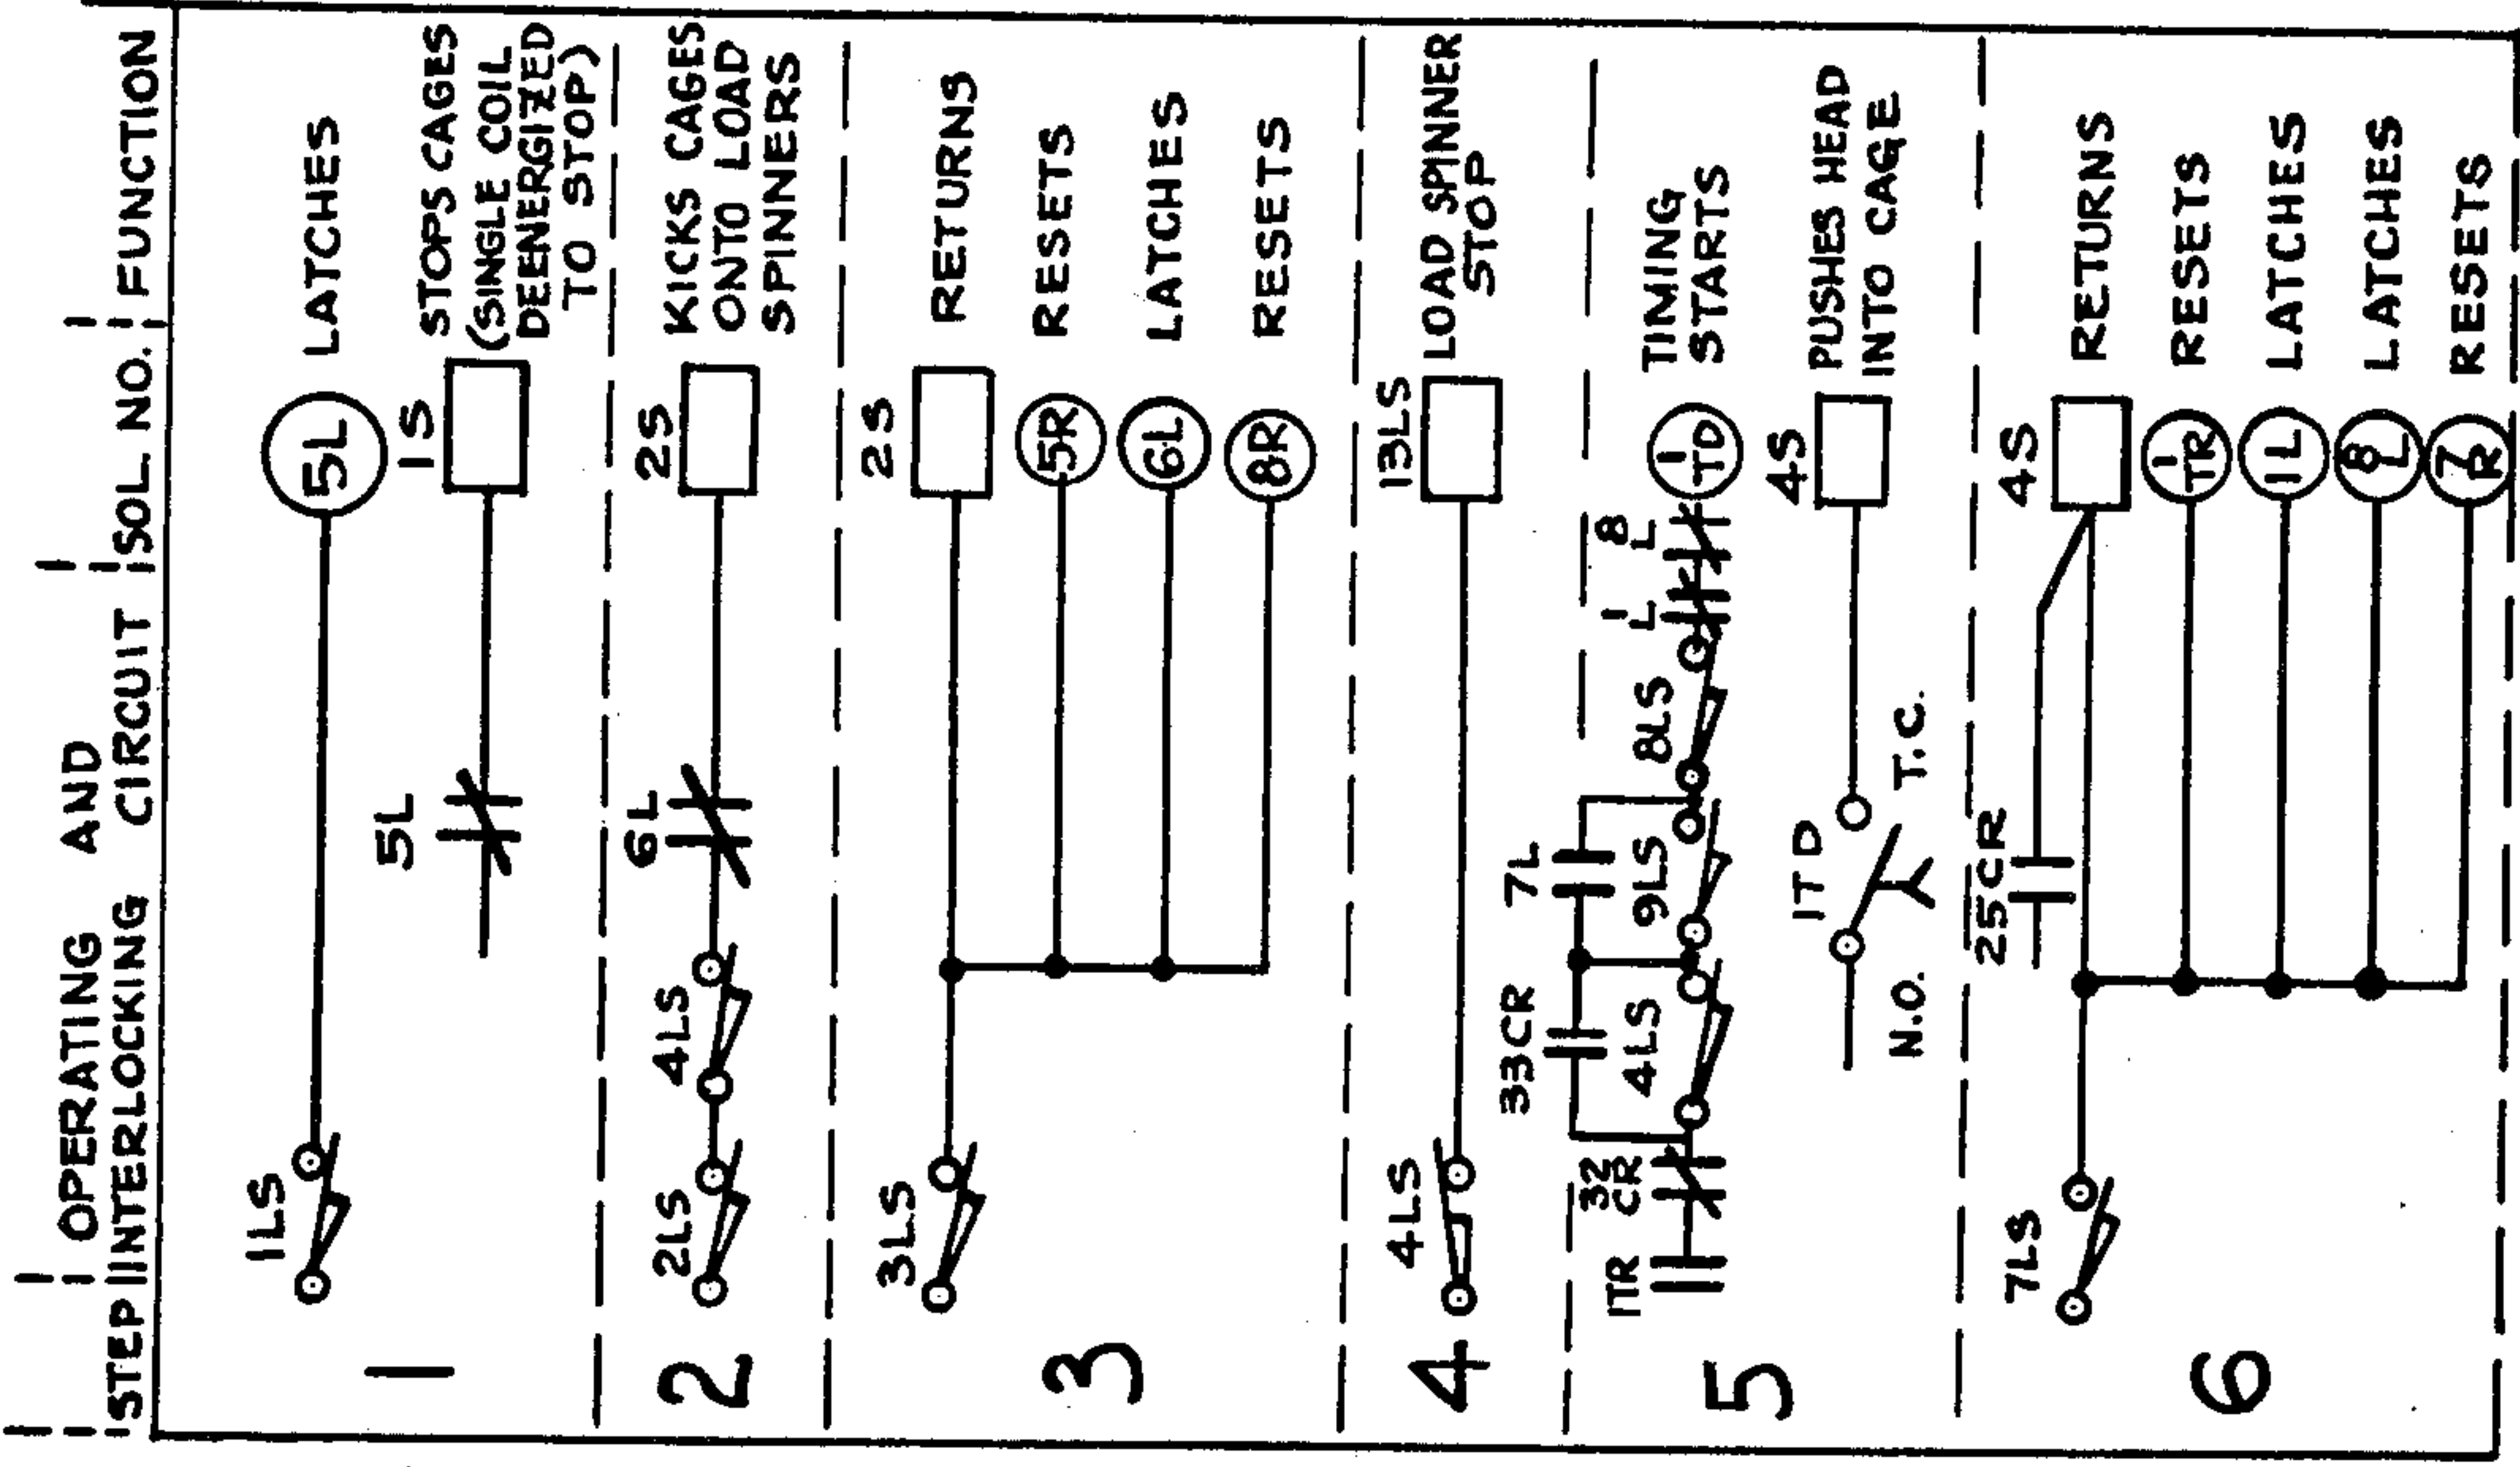 OPERATING AND
STEP INTERLOCKING CIRCUIT SOL. NO. FUNCTION
1
1LS
5L
LATCHES
5L
1S
STOPS CAGES
(SINGLE COIL
DEENERGIZED
TO STOP)
2
2LS
4LS
6L
2S
KICKS CAGES
ONTO LOAD
SPINNERS
3
3LS
2S
RETURNS
5R
RESETS
6L
LATCHES
8R
RESETS
4
4LS
13LS
LOAD SPINNER
STOP
5
1TR
32
CR
33CR
4LS
7L
9LS
8LS
1
L
8
L
1
TD
TINING
STARTS
N.O.
1TD
T.C.
4S
PUSHES HEAD
INTO CAGE
6
7LS
25CR
4S
RETURNS
1
TR
RESETS
1L
LATCHES
8
L
LATCHES
7
R
RESETS